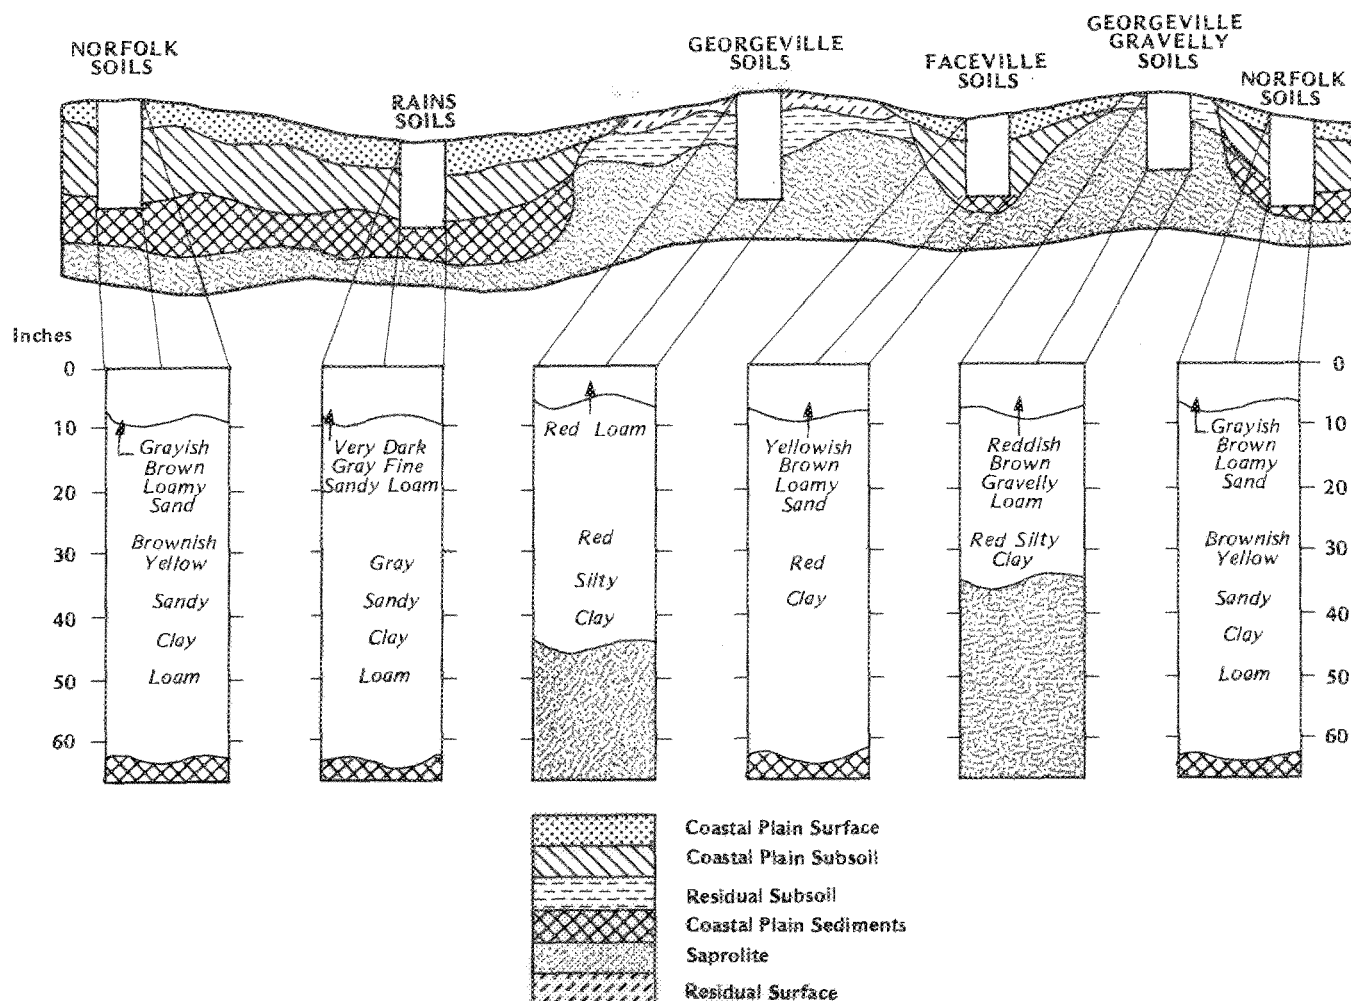 NORFOLK
SOILS
RAINS
SOILS
GEORGEVILLE
SOILS
FACEVILLE
SOILS
GEORGEVILLE
GRAVELLY
SOILS
NORFOLK
SOILS
Inches
0
10
20
30
40
50
60
Grayish
Brown
Loamy
Sand
Brownish
Yellow
Sandy
Clay
Loam
Very Dark
Gray Fine
Sandy Loam
Gray
Sandy
Clay
Loam
Red Loam
Red
Silty
Clay
Yellowish
Brown
Loamy
Sand
Red
Clay
Reddish
Brown
Gravelly
Loam
Red Silty
Clay
Grayish
Brown
Loamy
Sand
Brownish
Yellow
Sandy
Clay
Loam
0
10
20
30
40
50
60
Coastal Plain Surface
Coastal Plain Subsoil
Residual Subsoil
Coastal Plain Sediments
Saprolite
Residual Surface